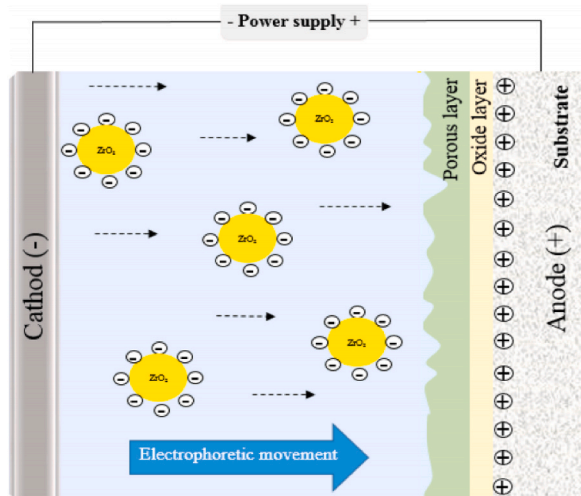 - Power supply +
Cathod (-)
ZrO₂
ZrO₂
ZrO₂
ZrO₂
ZrO₂
Electrophoretic movement
Porous layer
Oxide layer
Substrate
Anode (+)